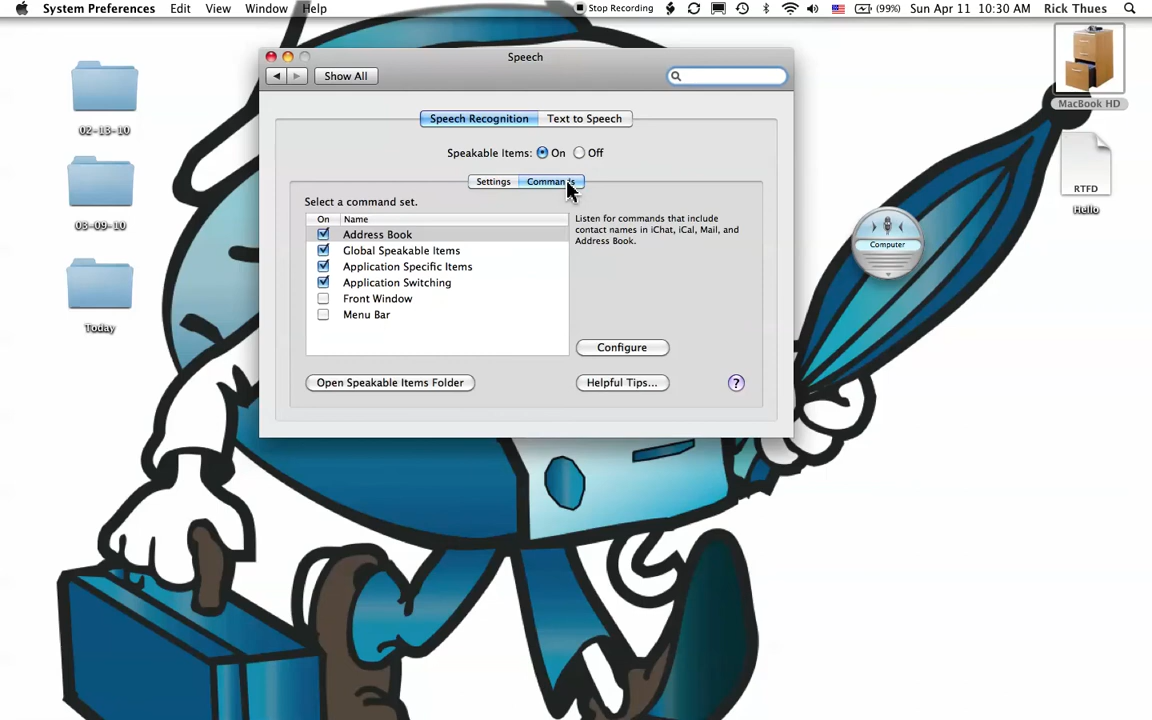 System Preferences Edit View Window Help Stop Recording (99%) Sun Apr 11 10:30 AM Rick Thues
Speech
Show All
Speech Recognition Text to Speech
Speakable Items: On Off
Settings Commands
Select a command set.
On Name
Address Book
Global Speakable Items
Application Specific Items
Application Switching
Front Window
Menu Bar
Listen for commands that include
contact names in iChat, iCal, Mail, and
Address Book.
Configure
Open Speakable Items Folder Helpful Tips... ?
02-13-10
03-09-10
Today
MacBook HD
RTFD
Hello
Computer